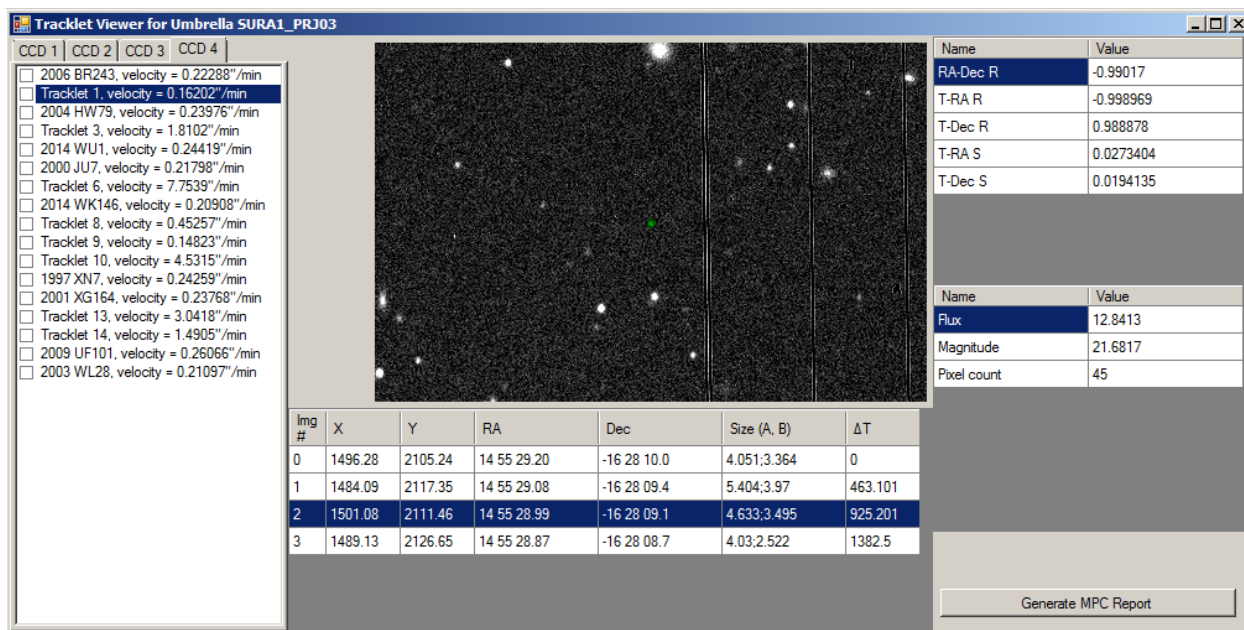 Tracklet Viewer for Umbrella SURA1_PRJ03
CCD 1 CCD 2 CCD 3 CCD 4
2006 BR243, velocity = 0.22288"/min
Tracklet 1, velocity = 0.16202"/min
2004 HW79, velocity = 0.23976"/min
Tracklet 3, velocity = 1.8102"/min
2014 WU1, velocity = 0.24419"/min
2000 JU7, velocity = 0.21798"/min
Tracklet 6, velocity = 7.7539"/min
2014 WK146, velocity = 0.20908"/min
Tracklet 8, velocity = 0.45257"/min
Tracklet 9, velocity = 0.14823"/min
Tracklet 10, velocity = 4.5315"/min
1997 XN7, velocity = 0.24259"/min
2001 XG164, velocity = 0.23768"/min
Tracklet 13, velocity = 3.0418"/min
Tracklet 14, velocity = 1.4905"/min
2009 UF101, velocity = 0.26066"/min
2003 WL28, velocity = 0.21097"/min
Name Value
RA-Dec R -0.99017
T-RA R -0.998969
T-Dec R 0.988878
T-RA S 0.0273404
T-Dec S 0.0194135
Name Value
Flux 12.8413
Magnitude 21.6817
Pixel count 45
Img # X Y RA Dec Size (A, B) ΔT
0 1496.28 2105.24 14 55 29.20 -16 28 10.0 4.051;3.364 0
1 1484.09 2117.35 14 55 29.08 -16 28 09.4 5.404;3.97 463.101
2 1501.08 2111.46 14 55 28.99 -16 28 09.1 4.633;3.495 925.201
3 1489.13 2126.65 14 55 28.87 -16 28 08.7 4.03;2.522 1382.5
Generate MPC Report